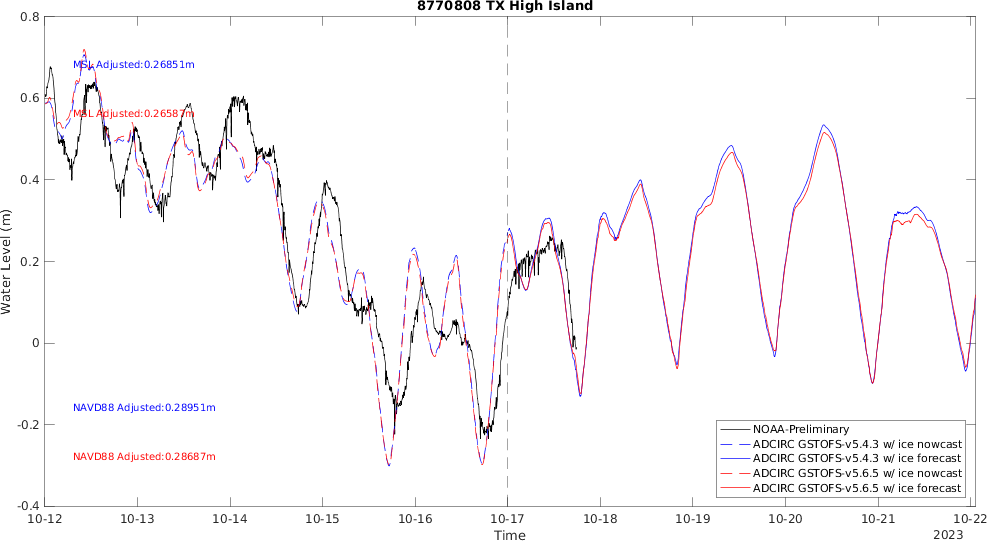 8770808 TX High Island
0.8
0.6
0.4
0.2
0
-0.2
-0.4
Water Level (m)
MSL Adjusted:0.26851m
MSL Adjusted:0.26587m
NAVD88 Adjusted:0.28951m
NAVD88 Adjusted:0.28687m
NOAA-Preliminary
ADCIRC GSTOFS-v5.4.3 w/ ice nowcast
ADCIRC GSTOFS-v5.4.3 w/ ice forecast
ADCIRC GSTOFS-v5.6.5 w/ ice nowcast
ADCIRC GSTOFS-v5.6.5 w/ ice forecast
10-12 10-13 10-14 10-15 10-16 10-17 10-18 10-19 10-20 10-21 10-22
Time
2023